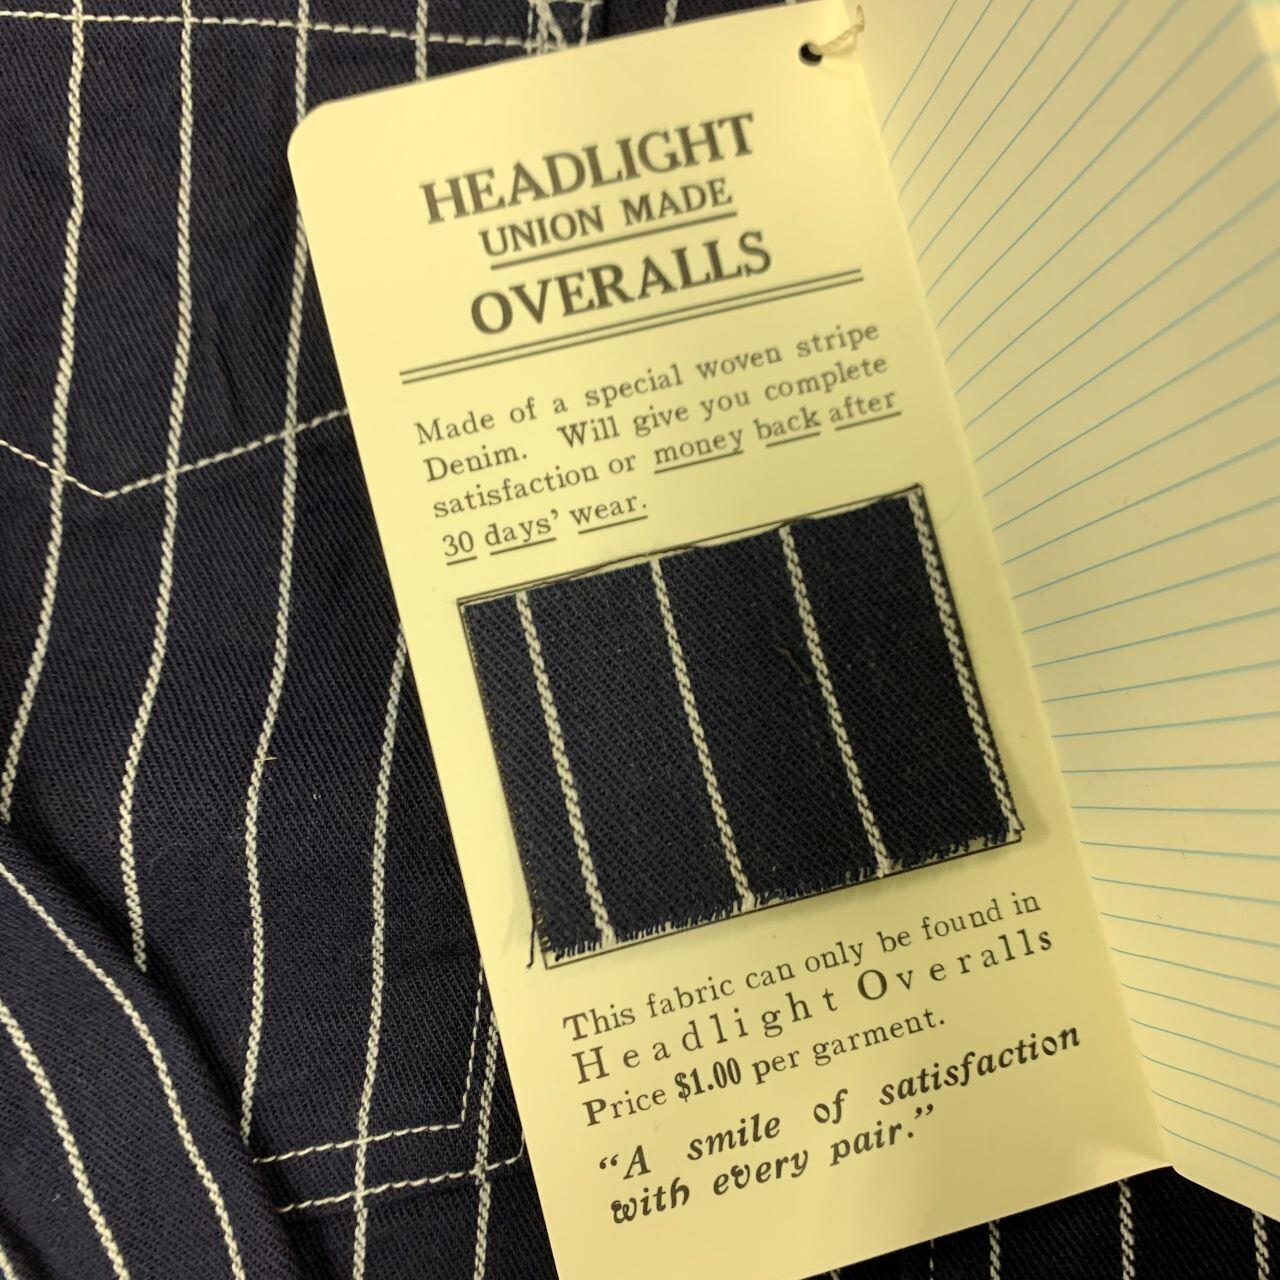 HEADLIGHT
UNION MADE
OVERALLS
Made of a special woven stripe
Denim. Will give you complete
satisfaction or money back after
30 days' wear.
This fabric can only be found in
Headlight Overalls
Price $1.00 per garment.
“A smile of satisfaction
with every pair.”